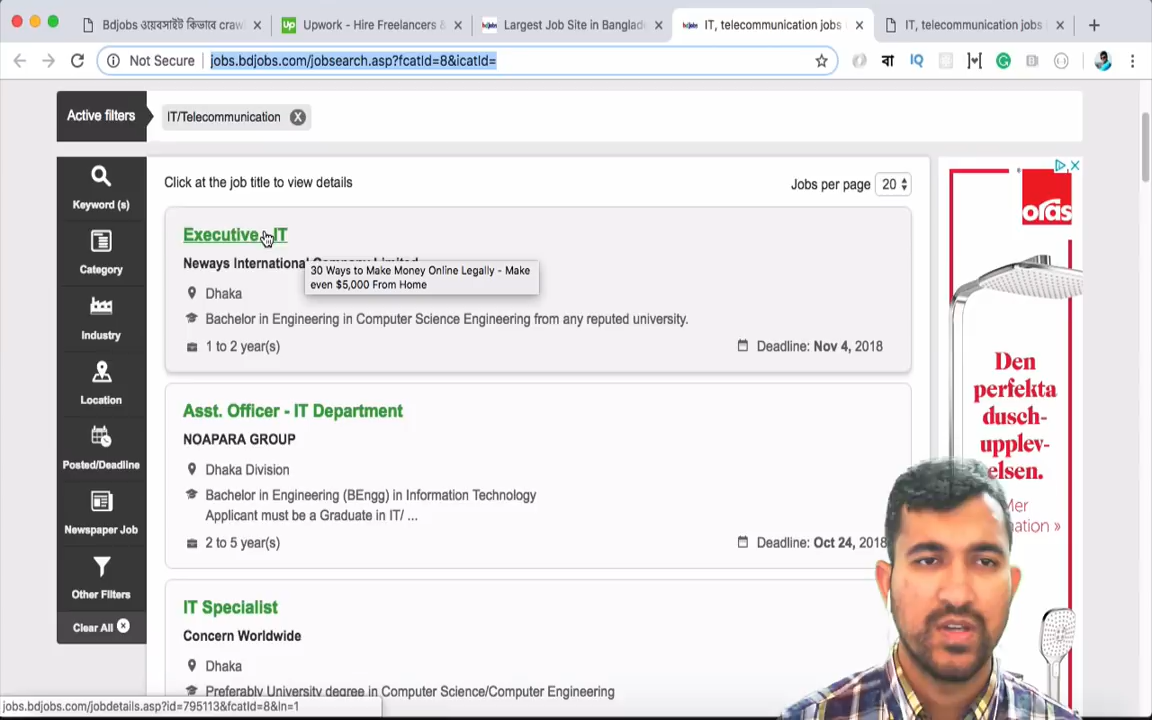 Bdjobs ওয়েবসাইট কিভাবে craw
Upwork - Hire Freelancers &
Largest Job Site in Banglade
IT, telecommunication jobs
IT, telecommunication jobs
Not Secure
jobs.bdjobs.com/jobsearch.asp?fcatId=8&icatId=
বা
IQ
Active filters
IT/Telecommunication
Keyword (s)
Category
Industry
Location
Posted/Deadline
Newspaper Job
Other Filters
Clear All
Click at the job title to view details
Jobs per page 20
Executive - IT
Neways International Company Limited
30 Ways to Make Money Online Legally - Make
even $5,000 From Home
Dhaka
Bachelor in Engineering in Computer Science Engineering from any reputed university.
1 to 2 year(s)
Deadline: Nov 4, 2018
Asst. Officer - IT Department
NOAPARA GROUP
Dhaka Division
Bachelor in Engineering (BEngg) in Information Technology
Applicant must be a Graduate in IT/ ...
2 to 5 year(s)
Deadline: Oct 24, 2018
IT Specialist
Concern Worldwide
Dhaka
Preferably University degree in Computer Science/Computer Engineering
oras
Den
perfekta
dusch-
upplev-
elsen.
Mer
»
jobs.bdjobs.com/jobdetails.asp?id=795113&fcatId=8&ln=1